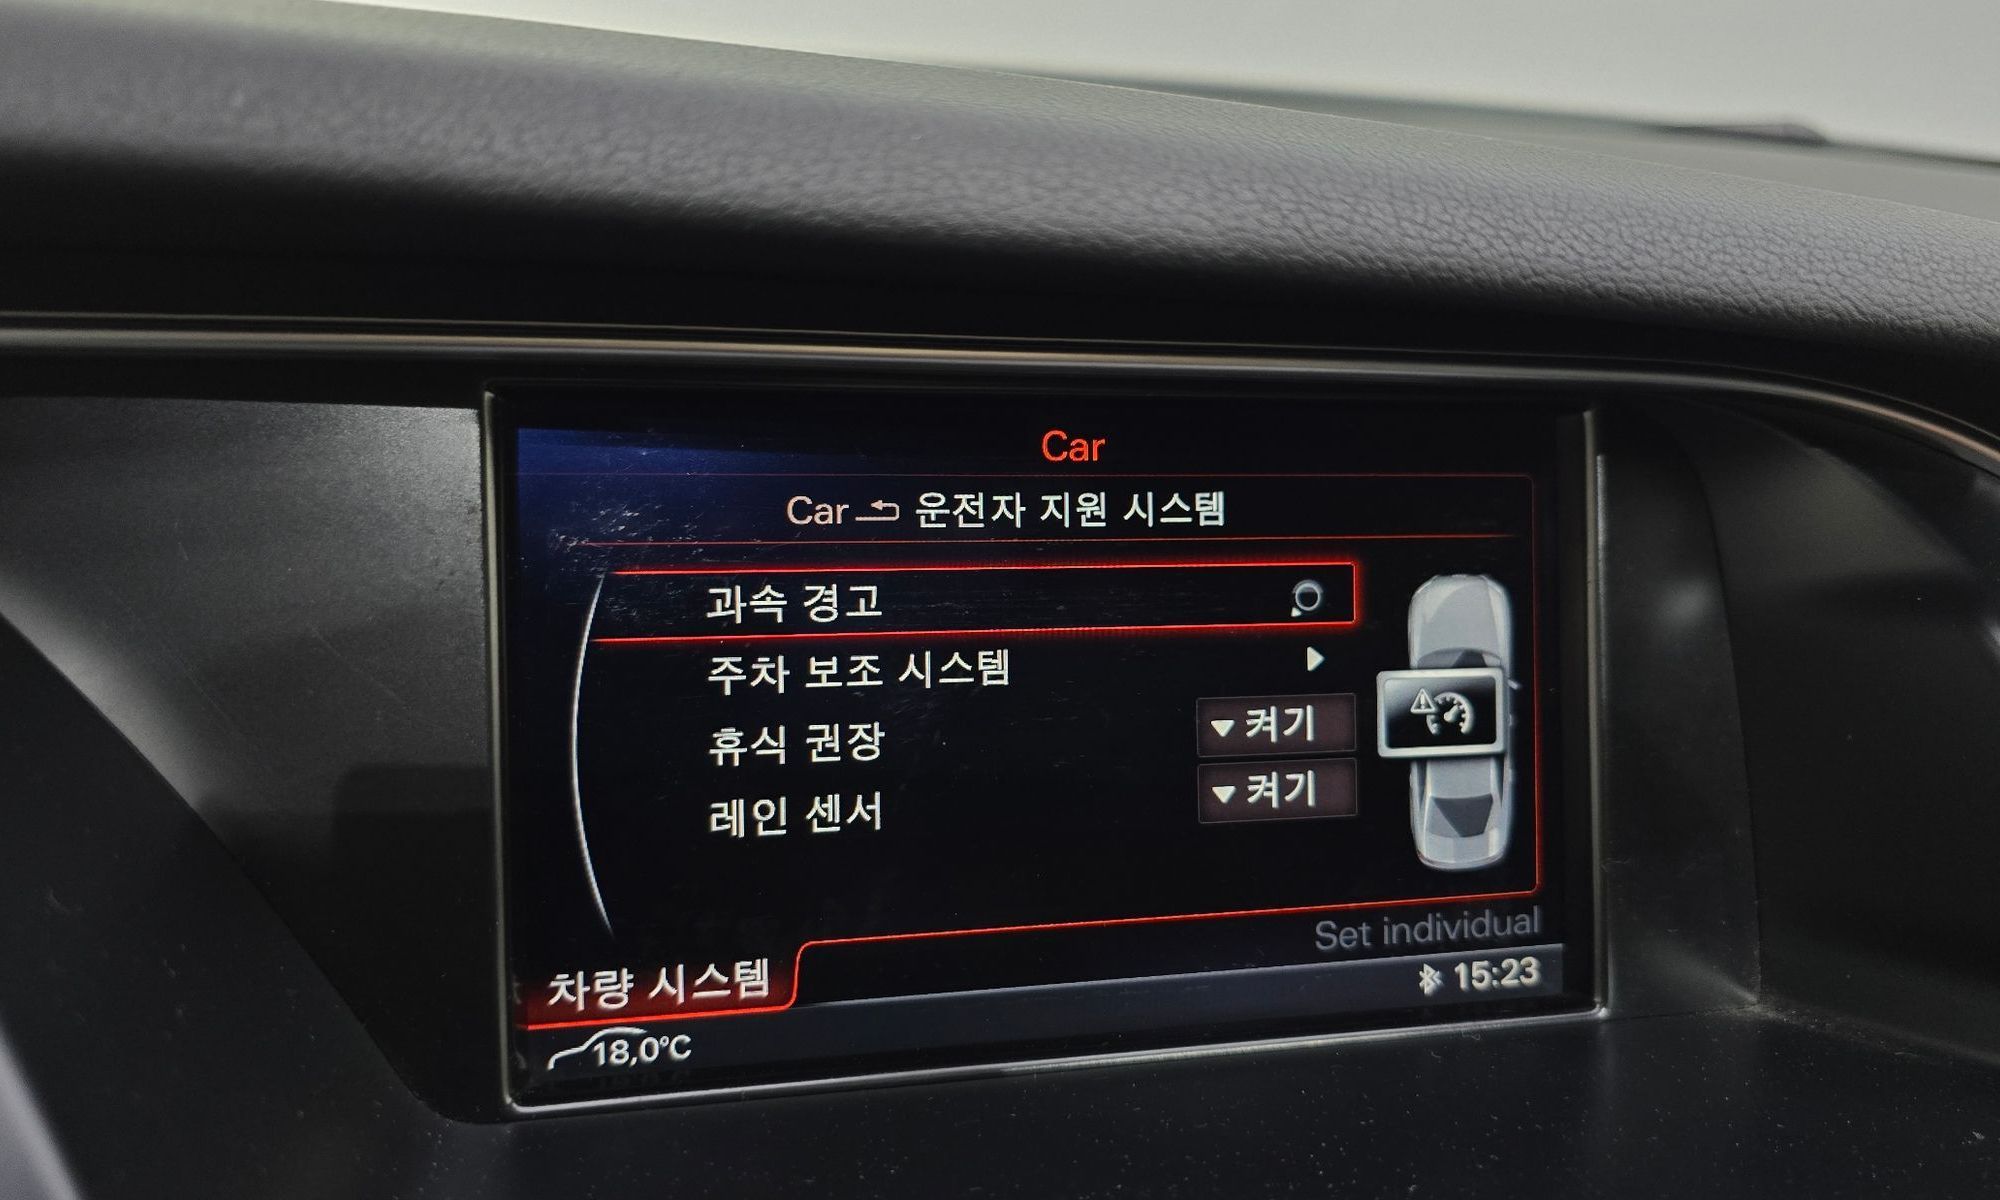 Car
Car 운전자 지원 시스템
과속 경고
주차 보조 시스템
휴식 권장 켜기
레인 센서 켜기
Set individual
차량 시스템 15:23
18,0°C